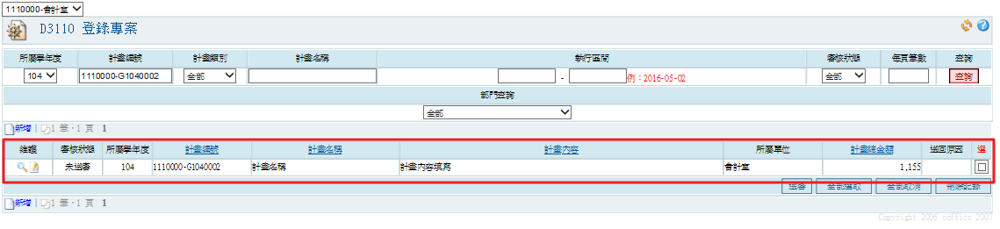 1110000-會計室
D3110 登錄專案
所屬學年度 計畫編號 計畫類別 計畫名稱 執行區間 審核狀態 每頁筆數 查詢
104 1110000-G1040002 全部 - 例：2016-05-02 全部 查詢
部門查詢
全部
新增 | 1 筆，1 頁 1
維護 審核狀態 所屬學年度 計畫編號 計畫名稱 計畫內容 所屬單位 計畫總金額 送回原因 選
未送審 104 1110000-G1040002 計畫名稱 計畫內容填寫 會計室 1,155
送審 全部選取 全部取消 刪除記錄
新增 | 1 筆，1 頁 1
Copyright 2006 coffice 2007